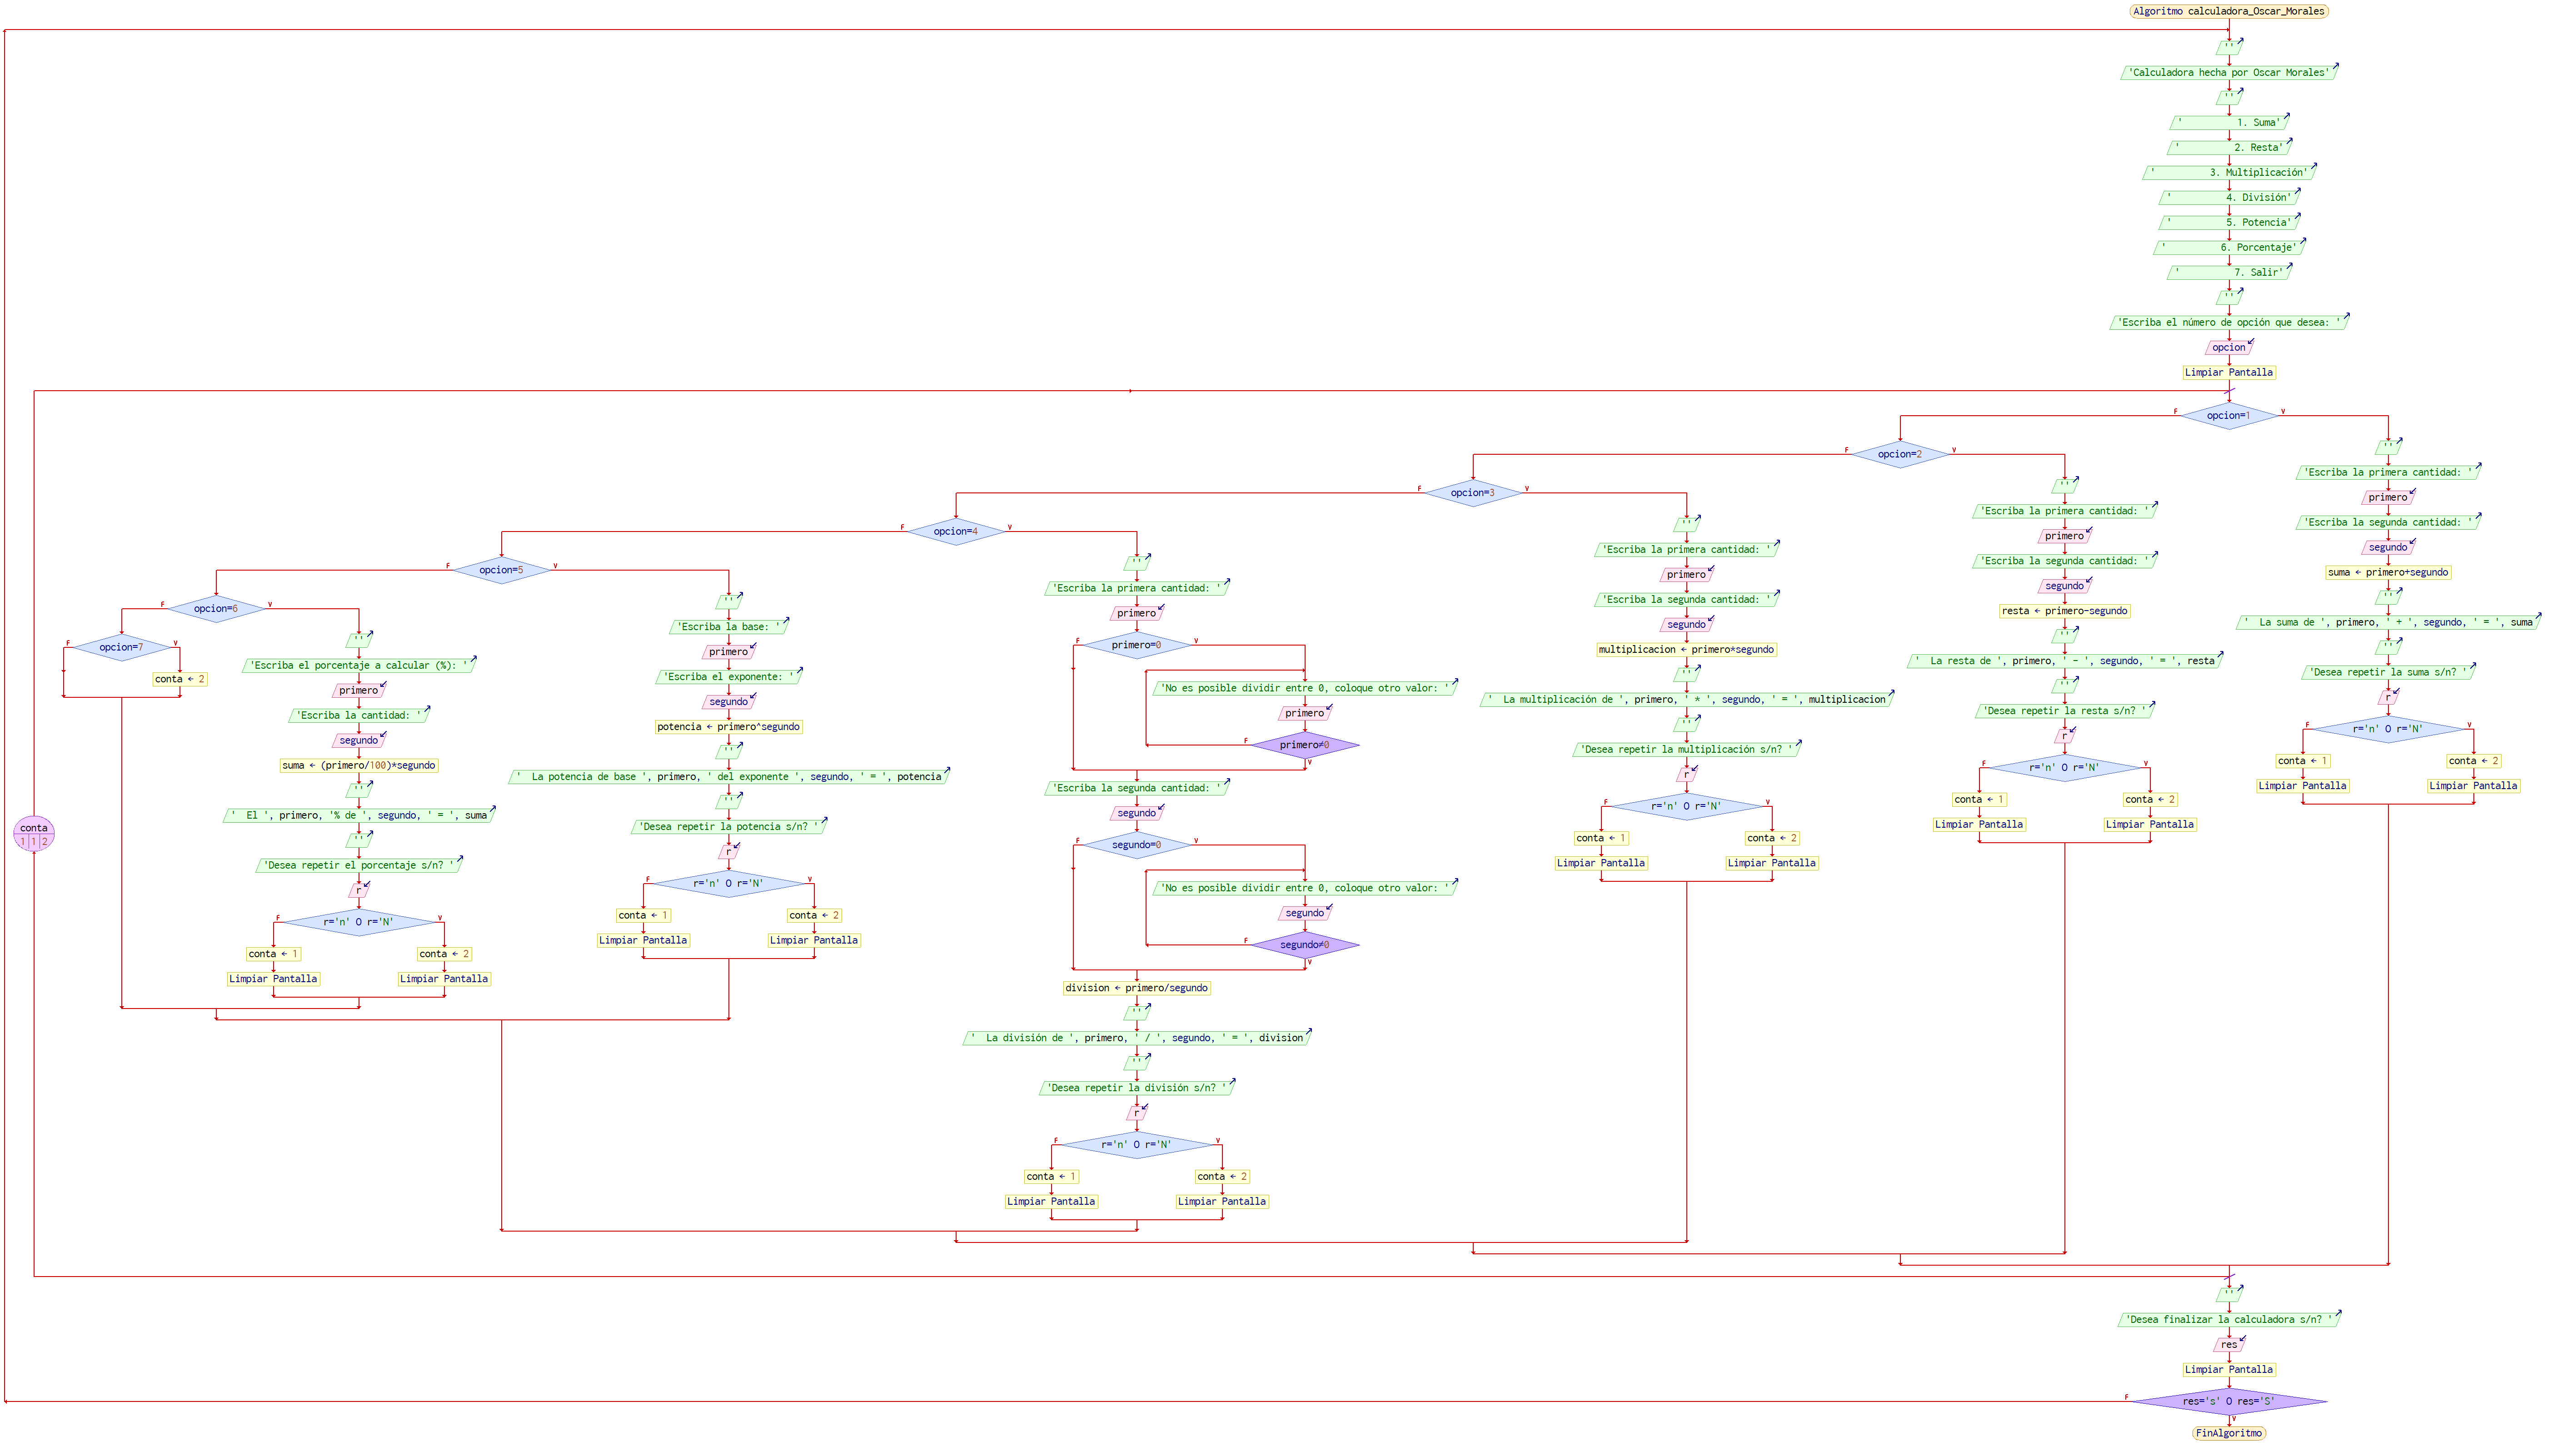 Algoritmo calculadora_Oscar_Morales
''
'Calculadora hecha por Oscar Morales'
''
'          1. Suma'
'          2. Resta'
'          3. Multiplicación'
'          4. División'
'          5. Potencia'
'          6. Porcentaje'
'          7. Salir'
''
'Escriba el número de opción que desea: '
opcion
Limpiar Pantalla
conta
1 1 2
F opcion=1 V
''
'Escriba la primera cantidad: '
primero
'Escriba la segunda cantidad: '
segundo
suma ← primero+segundo
''
'  La suma de ', primero, ' + ', segundo, ' = ', suma
''
'Desea repetir la suma s/n? '
r
F r='n' O r='N' V
conta ← 1
Limpiar Pantalla
conta ← 2
Limpiar Pantalla
F opcion=2 V
''
'Escriba la primera cantidad: '
primero
'Escriba la segunda cantidad: '
segundo
resta ← primero-segundo
''
'  La resta de ', primero, ' - ', segundo, ' = ', resta
''
'Desea repetir la resta s/n? '
r
F r='n' O r='N' V
conta ← 1
Limpiar Pantalla
conta ← 2
Limpiar Pantalla
F opcion=3 V
''
'Escriba la primera cantidad: '
primero
'Escriba la segunda cantidad: '
segundo
multiplicacion ← primero*segundo
''
'  La multiplicación de ', primero, ' * ', segundo, ' = ', multiplicacion
''
'Desea repetir la multiplicación s/n? '
r
F r='n' O r='N' V
conta ← 1
Limpiar Pantalla
conta ← 2
Limpiar Pantalla
F opcion=4 V
''
'Escriba la primera cantidad: '
primero
F primero=0 V
'No es posible dividir entre 0, coloque otro valor: '
primero
F primero≠0
V
'Escriba la segunda cantidad: '
segundo
F segundo=0 V
'No es posible dividir entre 0, coloque otro valor: '
segundo
F segundo≠0
V
division ← primero/segundo
''
'  La división de ', primero, ' / ', segundo, ' = ', division
''
'Desea repetir la división s/n? '
r
F r='n' O r='N' V
conta ← 1
Limpiar Pantalla
conta ← 2
Limpiar Pantalla
F opcion=5 V
''
'Escriba la base: '
primero
'Escriba el exponente: '
segundo
potencia ← primero^segundo
''
'  La potencia de base ', primero, ' del exponente ', segundo, ' = ', potencia
''
'Desea repetir la potencia s/n? '
r
F r='n' O r='N' V
conta ← 1
Limpiar Pantalla
conta ← 2
Limpiar Pantalla
F opcion=6 V
''
'Escriba el porcentaje a calcular (%): '
primero
'Escriba la cantidad: '
segundo
suma ← (primero/100)*segundo
''
'  El ', primero, '% de ', segundo, ' = ', suma
''
'Desea repetir el porcentaje s/n? '
r
F r='n' O r='N' V
conta ← 1
Limpiar Pantalla
conta ← 2
Limpiar Pantalla
F opcion=7 V
conta ← 2
''
'Desea finalizar la calculadora s/n? '
res
Limpiar Pantalla
F res='s' O res='S'
V
FinAlgoritmo